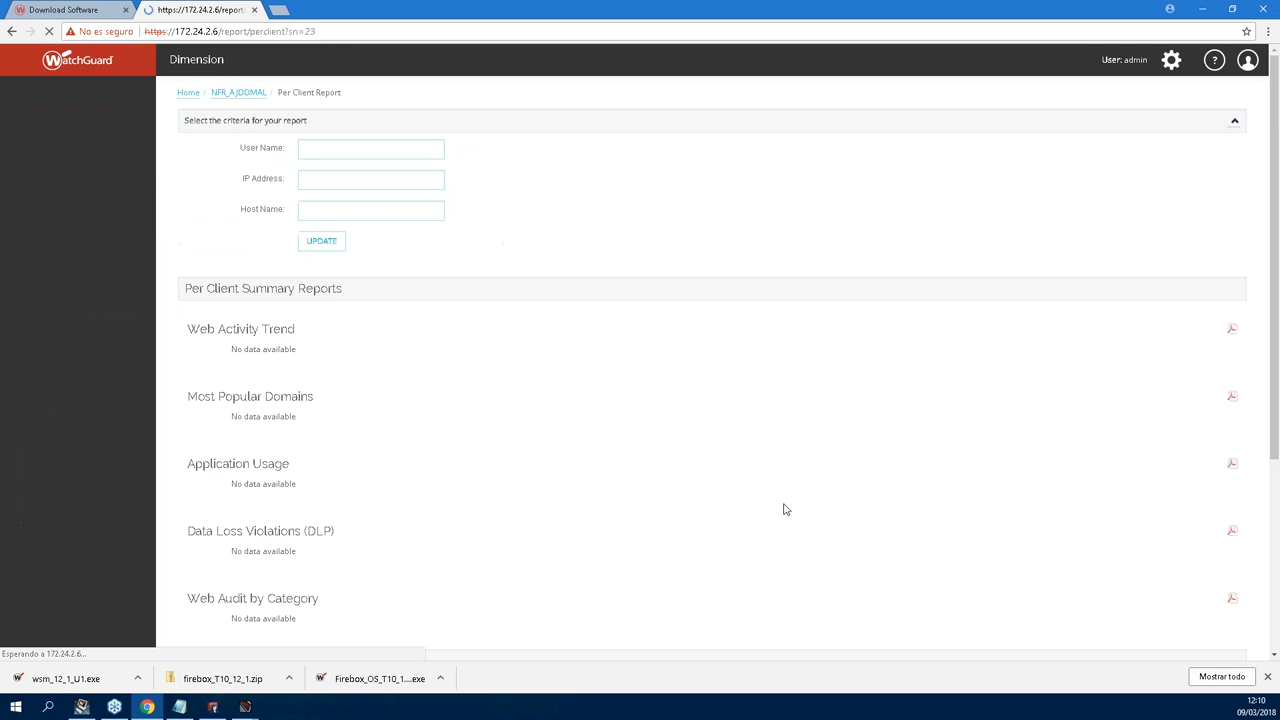 Download Software
https://172.24.2.6/report
No es seguro https://172.24.2.6/report/perclient?sn=23
WatchGuard
Dimension
User: admin
Home / NFR_AJDOMAL / Per Client Report
Select the criteria for your report
User Name:
IP Address:
Host Name:
UPDATE
Per Client Summary Reports
Web Activity Trend
No data available
Most Popular Domains
No data available
Application Usage
No data available
Data Loss Violations (DLP)
No data available
Web Audit by Category
No data available
Esperando a 172.24.2.6...
wsm_12_1_U1.exe
firebox_T10_12_1.zip
Firebox_OS_T10_1....exe
Mostrar todo
12:10
09/03/2018